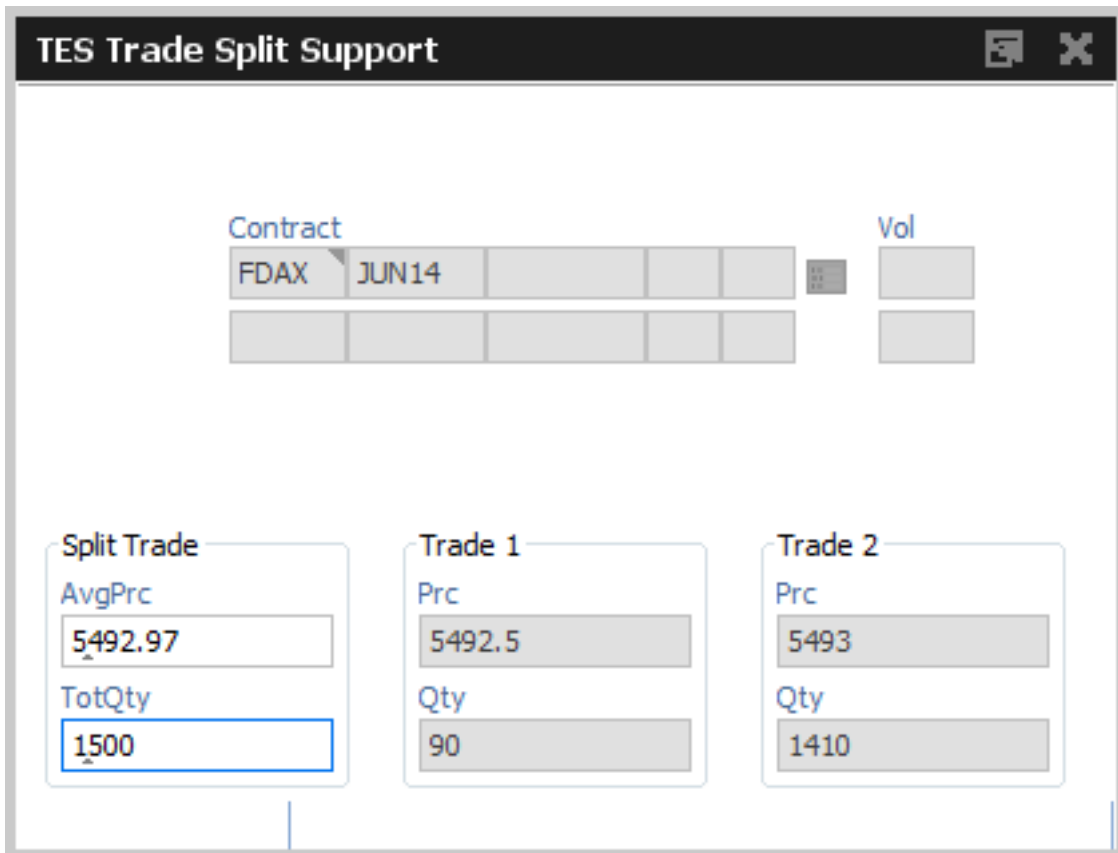 TES Trade Split Support
Contract Vol
FDAX JUN14
Split Trade Trade 1 Trade 2
AvgPrc Prc Prc
5492.97 5492.5 5493
TotQty Qty Qty
1500 90 1410